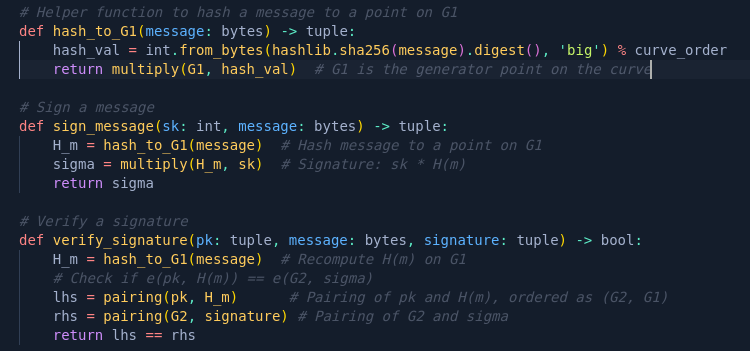 # Helper function to hash a message to a point on G1
def hash_to_G1(message: bytes) -> tuple:
    hash_val = int.from_bytes(hashlib.sha256(message).digest(), 'big') % curve_order
    return multiply(G1, hash_val)  # G1 is the generator point on the curve

# Sign a message
def sign_message(sk: int, message: bytes) -> tuple:
    H_m = hash_to_G1(message)  # Hash message to a point on G1
    sigma = multiply(H_m, sk)  # Signature: sk * H(m)
    return sigma

# Verify a signature
def verify_signature(pk: tuple, message: bytes, signature: tuple) -> bool:
    H_m = hash_to_G1(message)  # Recompute H(m) on G1
    # Check if e(pk, H(m)) == e(G2, sigma)
    lhs = pairing(pk, H_m)      # Pairing of pk and H(m), ordered as (G2, G1)
    rhs = pairing(G2, signature) # Pairing of G2 and sigma
    return lhs == rhs